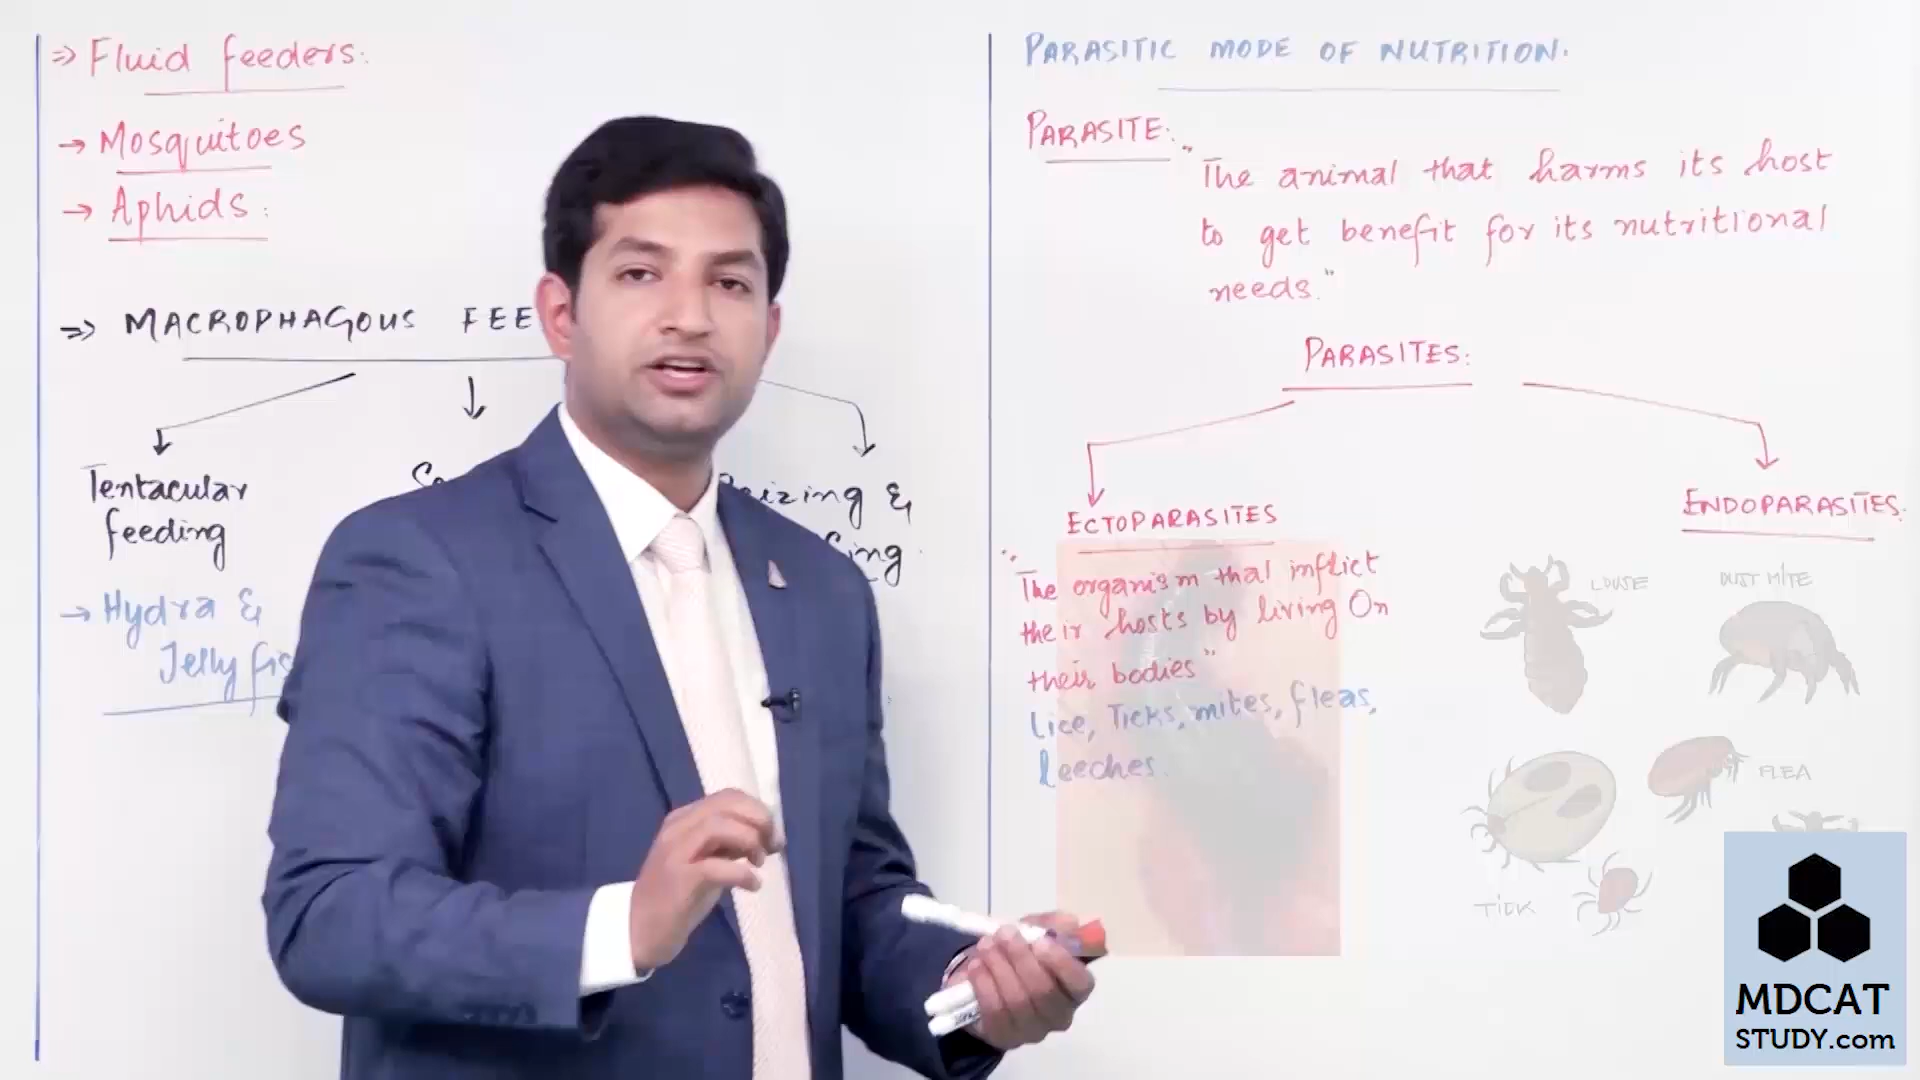 ⇒ Fluid feeders:
→ Mosquitoes
→ Aphids:
⇒ MACROPHAGOUS FEE
Tentacular
feeding
→ Hydra &
Jelly fis
eizing &
ing
PARASITIC MODE OF NUTRITION.
PARASITE: "The animal that harms its host
to get benefit for its nutritional
needs."
PARASITES:
ECTOPARASITES
"The organism that inflict
their hosts by living On
their bodies"
Lice, Ticks, mites, fleas,
leeches.
ENDOPARASITES.
LOUSE
DUST MITE
FLEA
TICK
MDCAT
STUDY.com